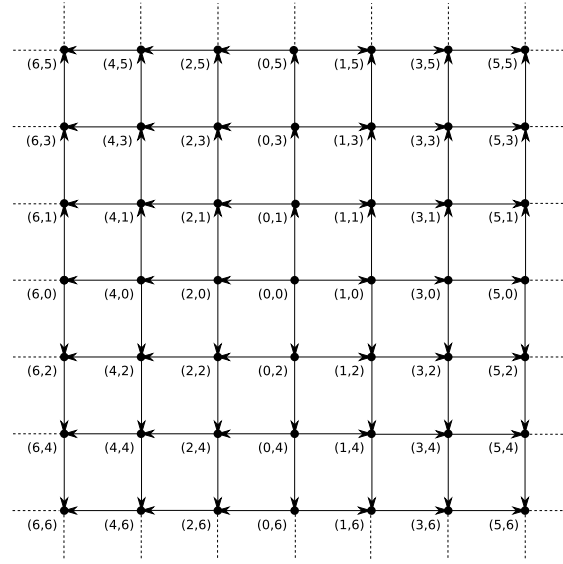 (6,5) (4,5) (2,5) (0,5) (1,5) (3,5) (5,5)
(6,3) (4,3) (2,3) (0,3) (1,3) (3,3) (5,3)
(6,1) (4,1) (2,1) (0,1) (1,1) (3,1) (5,1)
(6,0) (4,0) (2,0) (0,0) (1,0) (3,0) (5,0)
(6,2) (4,2) (2,2) (0,2) (1,2) (3,2) (5,2)
(6,4) (4,4) (2,4) (0,4) (1,4) (3,4) (5,4)
(6,6) (4,6) (2,6) (0,6) (1,6) (3,6) (5,6)